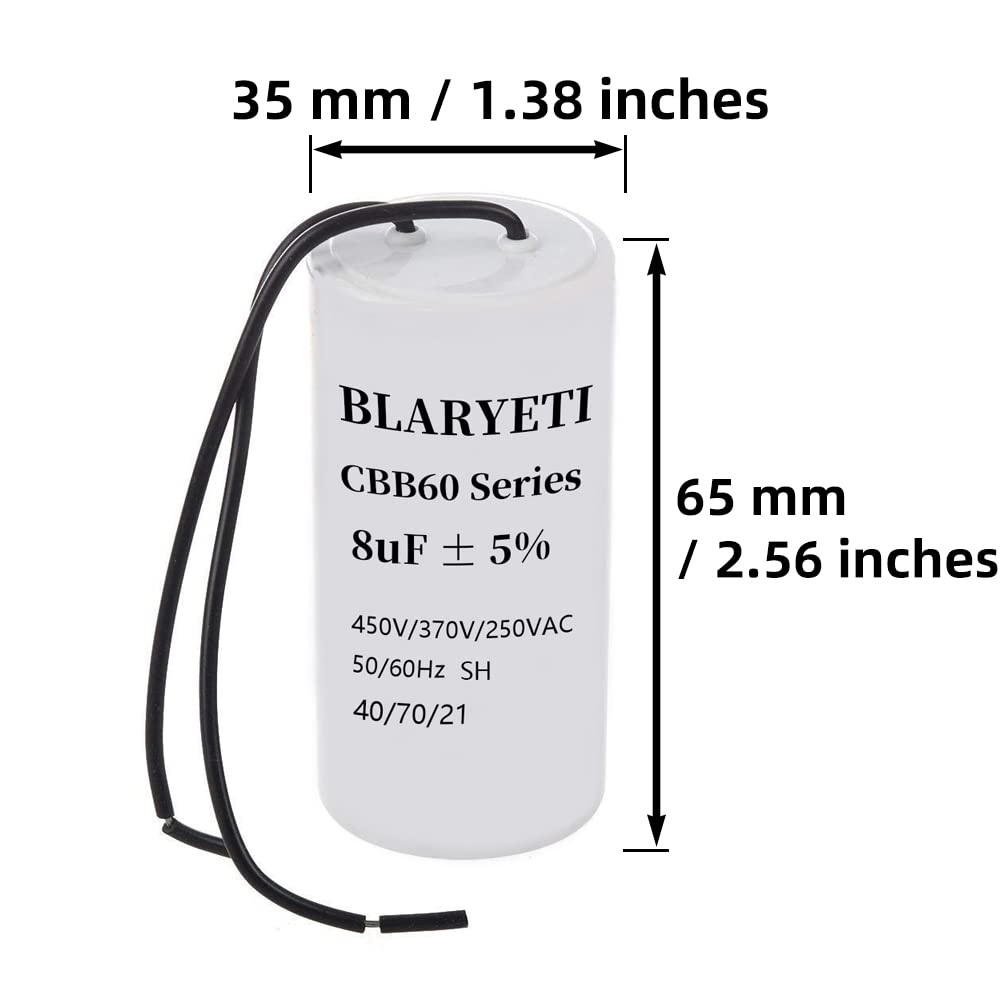 35 mm / 1.38 inches
BLARYETI
CBB60 Series
8uF ± 5%
450V/370V/250VAC
50/60Hz SH
40/70/21
65 mm
/ 2.56 inches